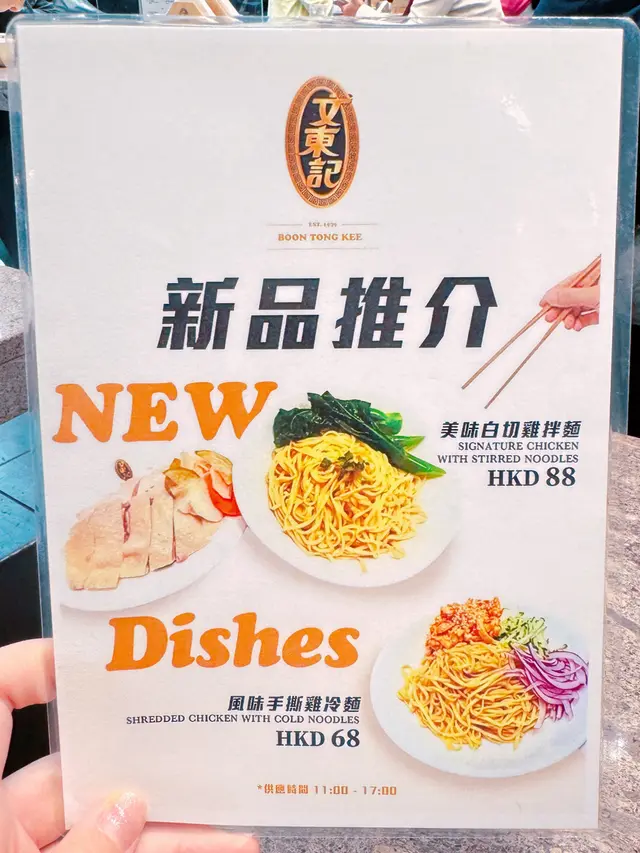 文東記
EST. 1979
BOON TONG KEE
新品推介
NEW
美味白切雞拌麵
SIGNATURE CHICKEN
WITH STIRRED NOODLES
HKD 88
Dishes
風味手撕雞冷麵
SHREDDED CHICKEN WITH COLD NOODLES
HKD 68
*供應時間 11:00 - 17:00